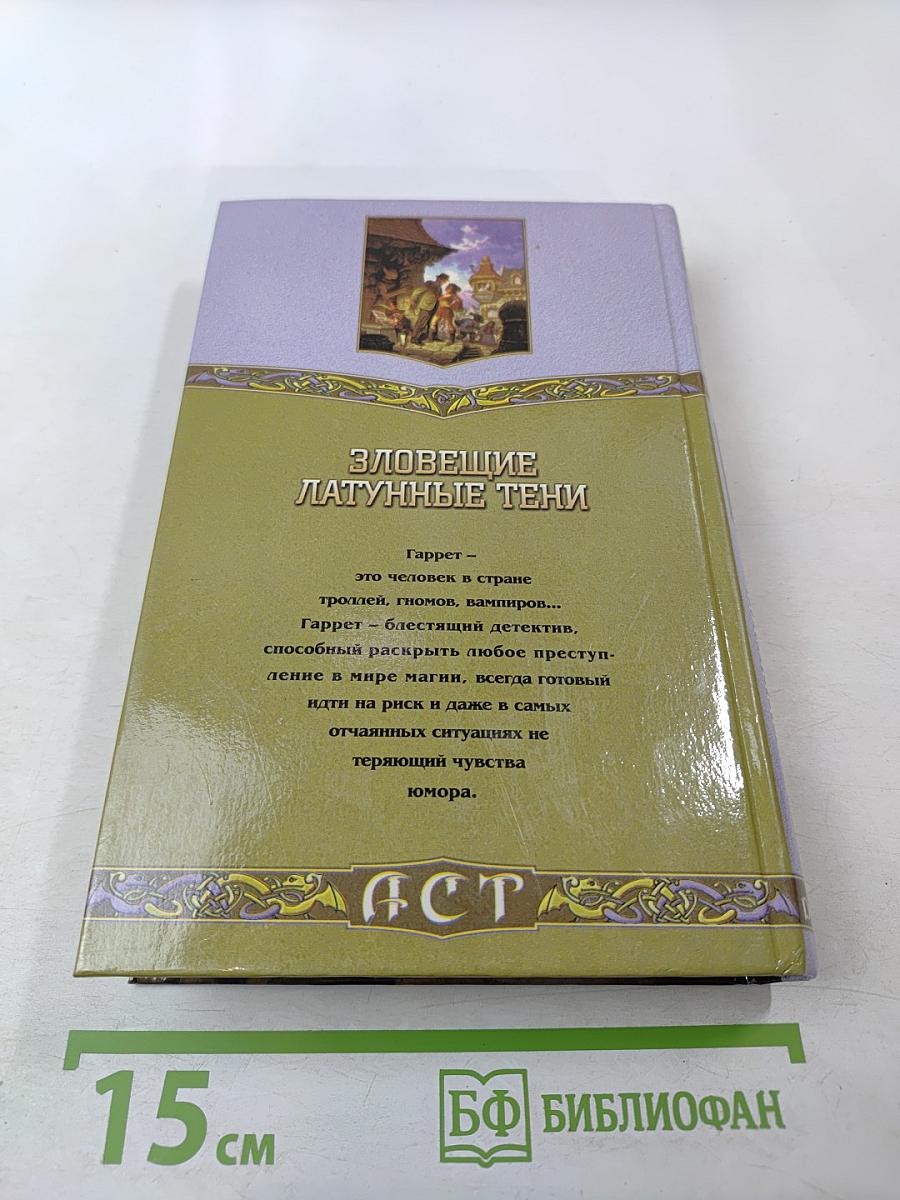 ЗЛОВЕЩИЕ
ЛАТУННЫЕ ТЕНИ
Гаррет –
это человек в стране
троллей, гномов, вампиров...
Гаррет – блестящий детектив,
способный раскрыть любое преступ-
ление в мире магии, всегда готовый
идти на риск и даже в самых
отчаянных ситуациях не
теряющий чувства
юмора.
АСТ
15 см
БФ БИБЛИОФАН